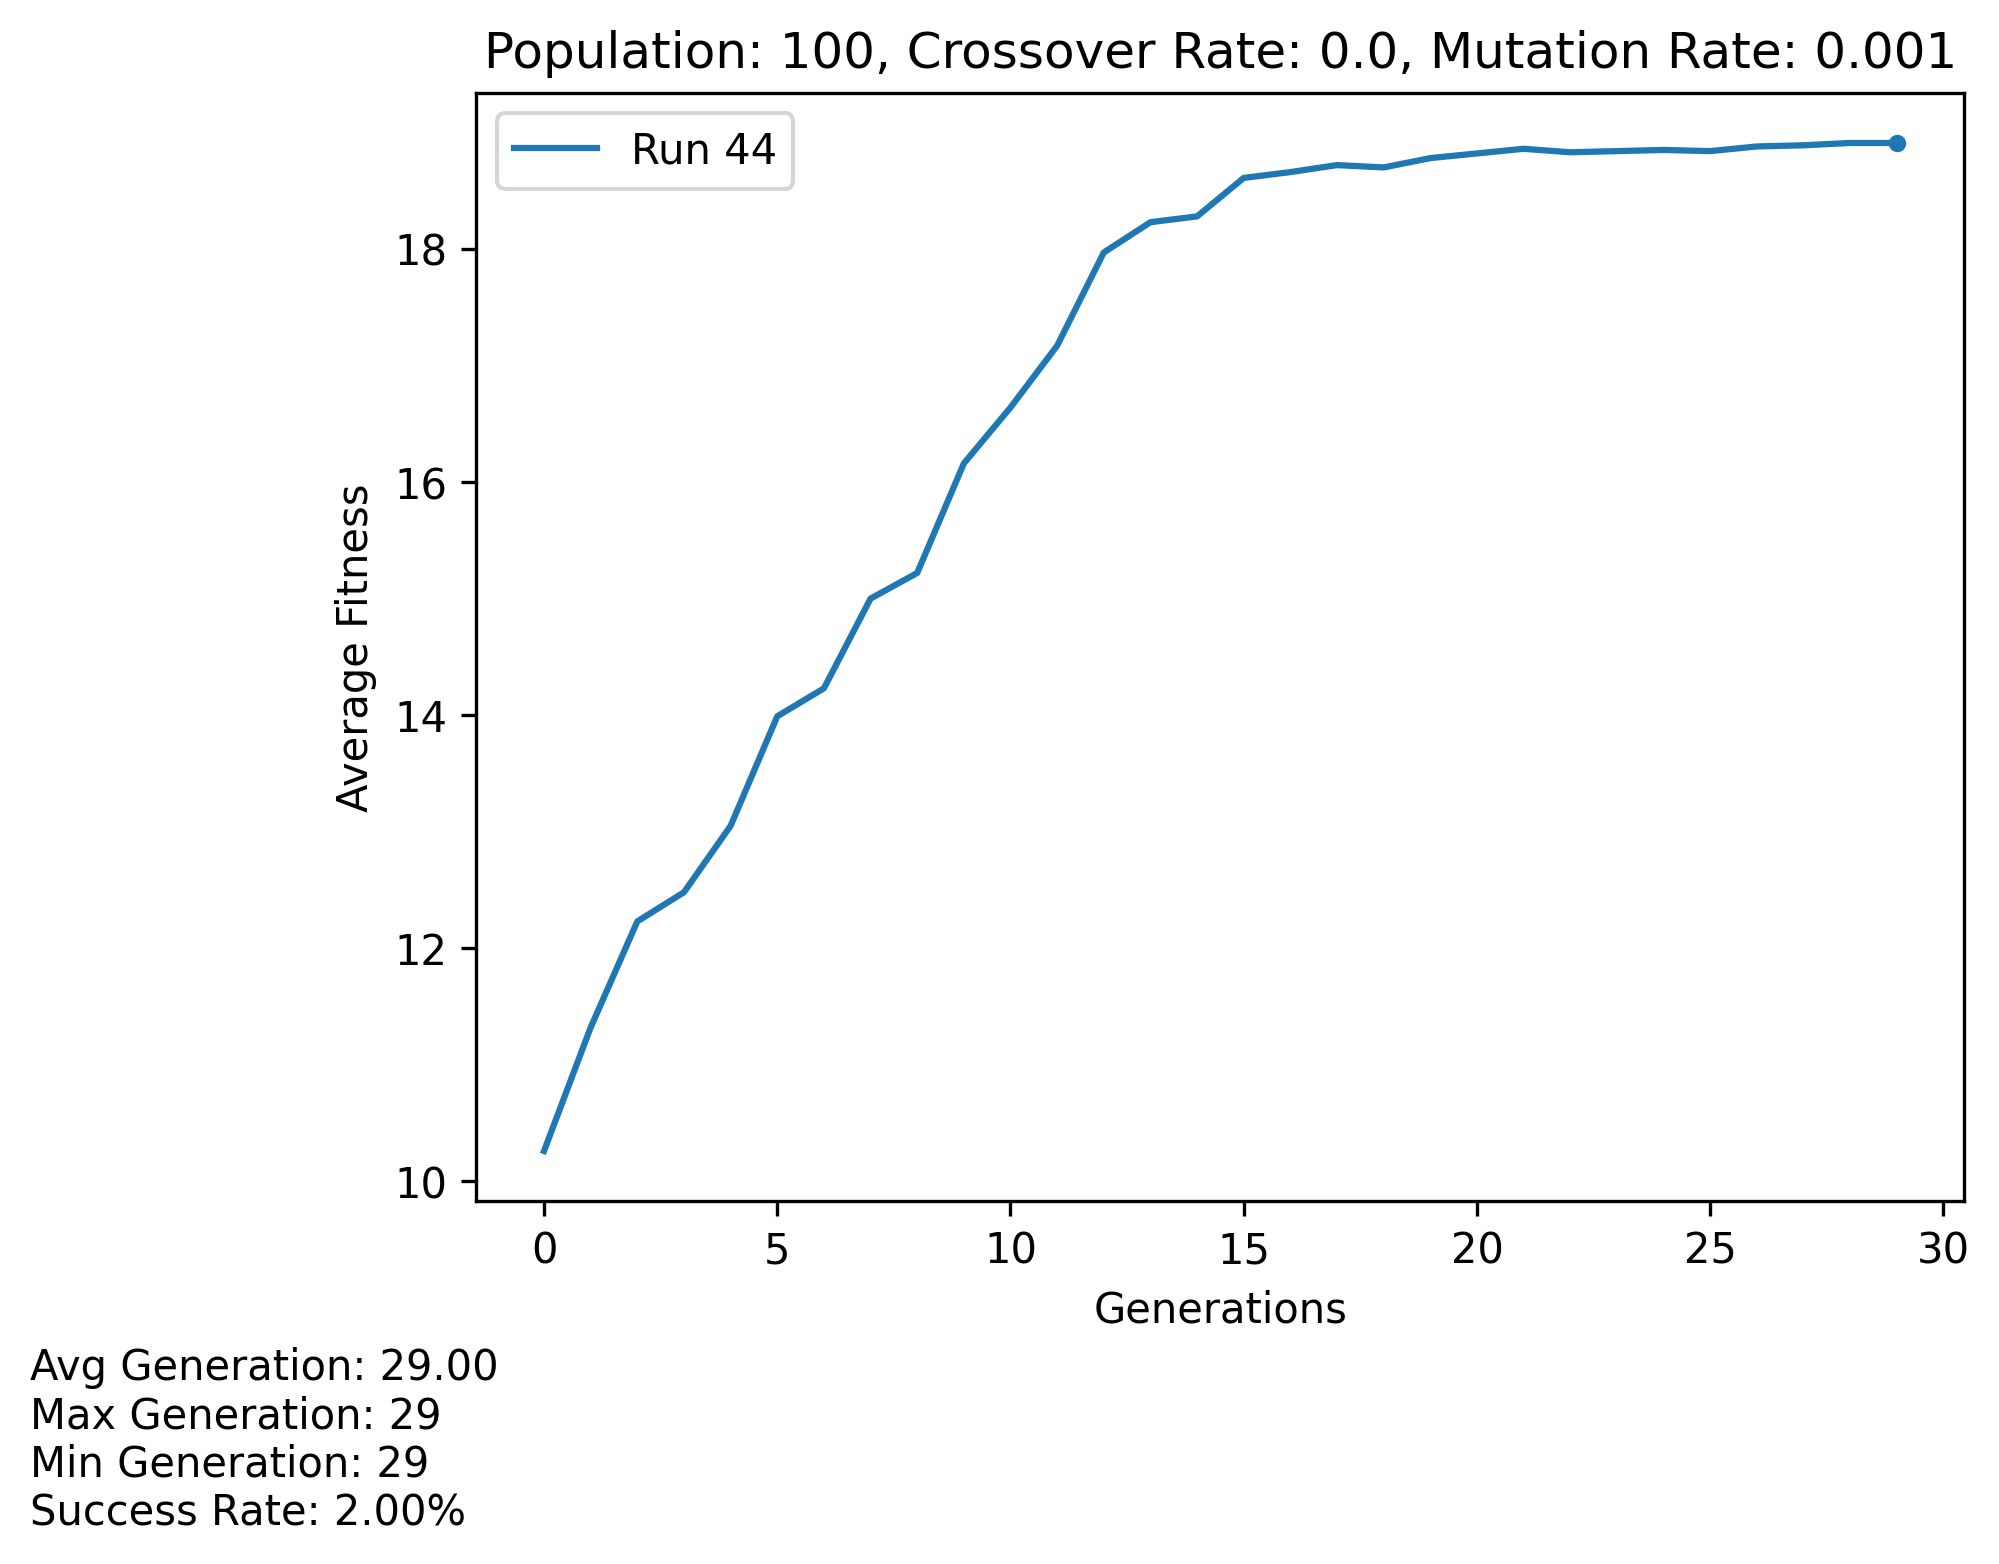 Population: 100, Crossover Rate: 0.0, Mutation Rate: 0.001
Run 44
Average Fitness
18
16
14
12
10
0 5 10 15 20 25 30
Generations
Avg Generation: 29.00
Max Generation: 29
Min Generation: 29
Success Rate: 2.00%